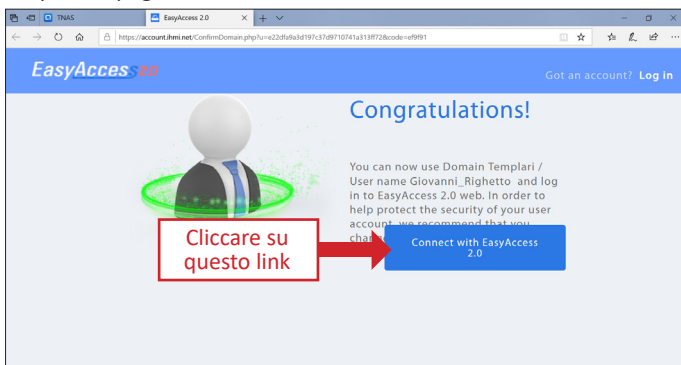 TNAS
EasyAccess 2.0
https://account.ihmi.net/ConfirmDomain.php?u=e22dfa9a3d197c37d9710741a313ff72&code=ef9f91
EasyAccess 2.0
Got an account? Log in
Congratulations!
You can now use Domain Templari /
User name Giovanni_Righetto and log
in to EasyAccess 2.0 web. In order to
help protect the security of your user
account, we recommend that you
Cliccare su
questo link
Connect with EasyAccess
2.0